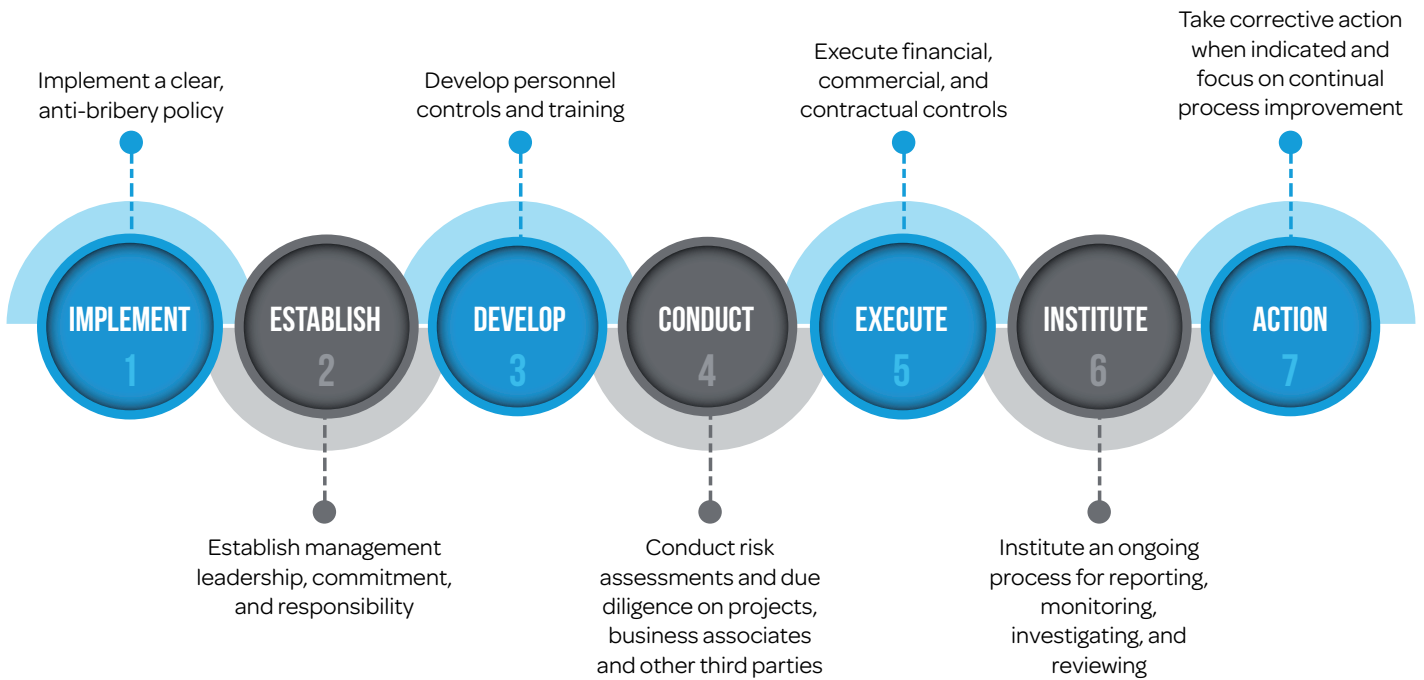 Implement a clear,
anti-bribery policy
IMPLEMENT
1
Establish management
leadership, commitment,
and responsibility
ESTABLISH
2
Develop personnel
controls and training
DEVELOP
3
Conduct risk
assessments and due
diligence on projects,
business associates
and other third parties
CONDUCT
4
Execute financial,
commercial, and
contractual controls
EXECUTE
5
Institute an ongoing
process for reporting,
monitoring,
investigating, and
reviewing
INSTITUTE
6
Take corrective action
when indicated and
focus on continual
process improvement
ACTION
7